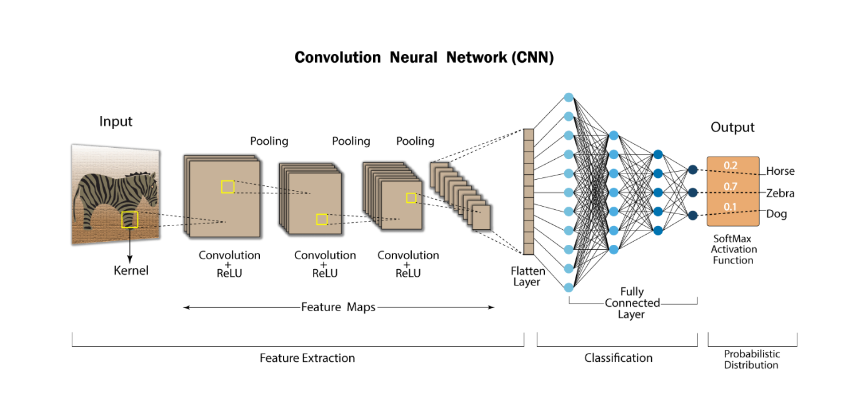 Convolution Neural Network (CNN)
Input
Output
Pooling
Pooling
Pooling
0.2
Horse
0.7
Zebra
0.1
Dog
Kernel
Convolution
+
ReLU
Convolution
+
ReLU
Convolution
+
ReLU
Flatten
Layer
SoftMax
Activation
Function
Fully
Connected
Layer
Feature Maps
Feature Extraction
Classification
Probabilistic
Distribution